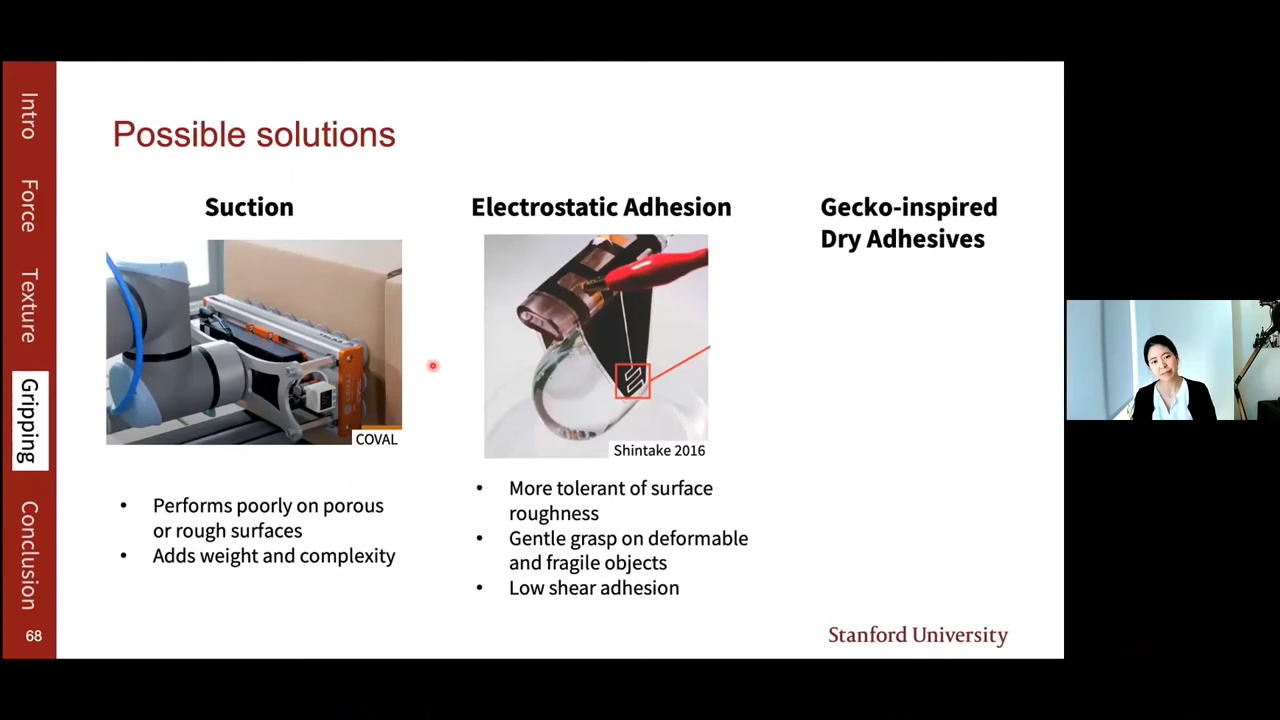 Intro
Force
Texture
Gripping
Conclusion
68
Possible solutions
Suction
COVAL
• Performs poorly on porous
or rough surfaces
• Adds weight and complexity
Electrostatic Adhesion
Shintake 2016
• More tolerant of surface
roughness
• Gentle grasp on deformable
and fragile objects
• Low shear adhesion
Gecko-inspired
Dry Adhesives
Stanford University